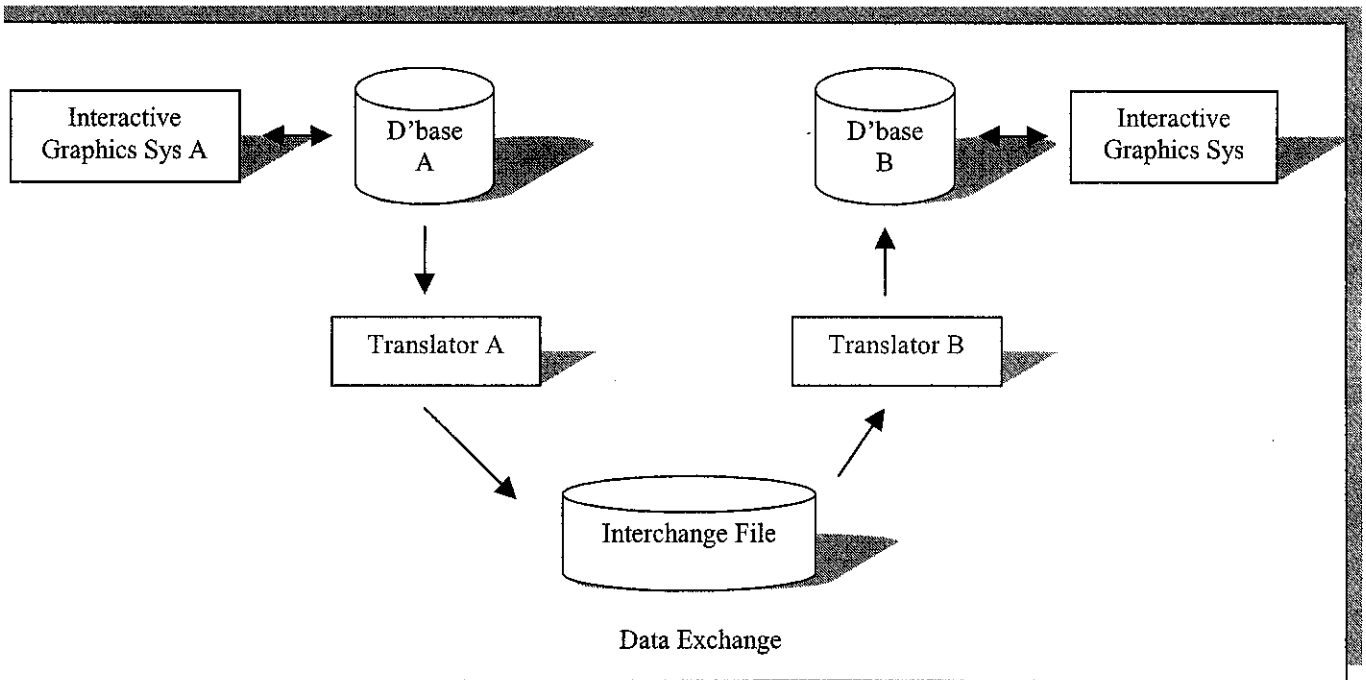 Interactive
Graphics Sys A
D’base
A
D’base
B
Interactive
Graphics Sys
Translator A
Translator B
Interchange File
Data Exchange